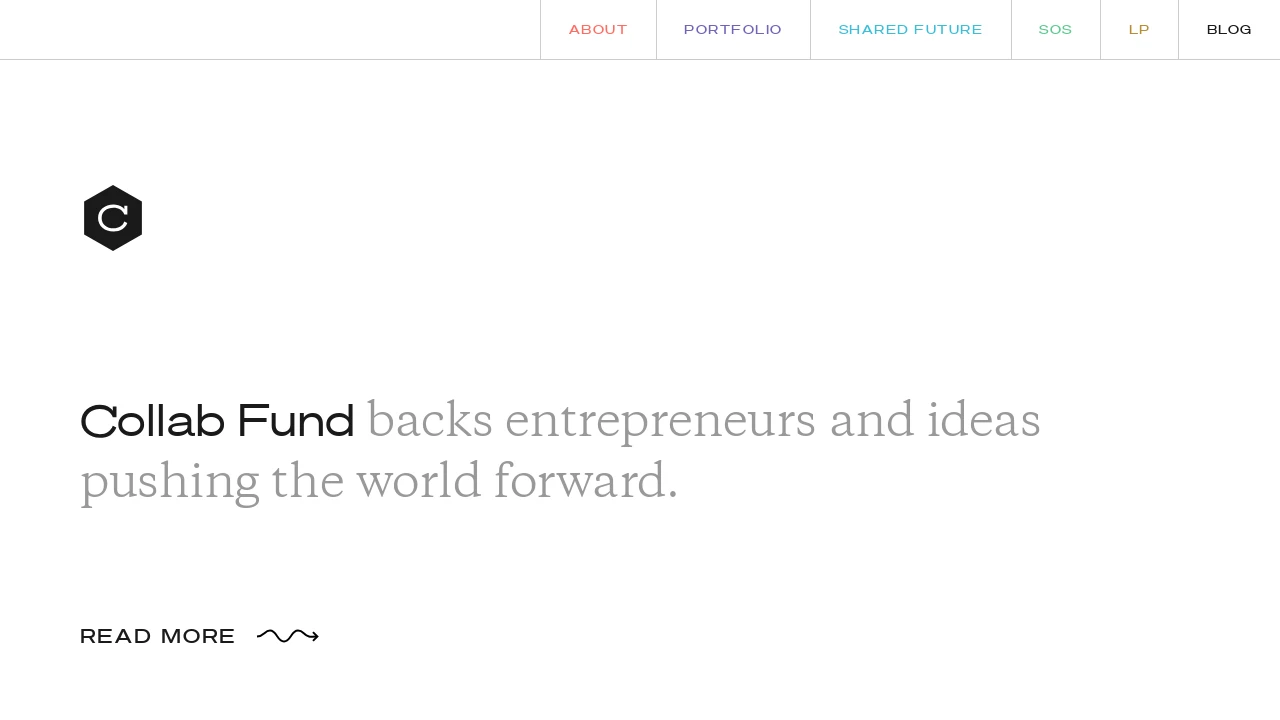 ABOUT PORTFOLIO SHARED FUTURE SOS LP BLOG
C
Collab Fund backs entrepreneurs and ideas
pushing the world forward.
READ MORE